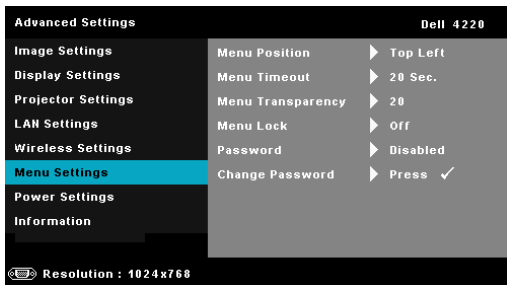 Advanced Settings Dell 4220
Image Settings Menu Position Top Left
Display Settings Menu Timeout 20 Sec.
Projector Settings Menu Transparency 20
LAN Settings Menu Lock Off
Wireless Settings Password Disabled
Menu Settings Change Password Press ✓
Power Settings
Information
Resolution : 1024x768